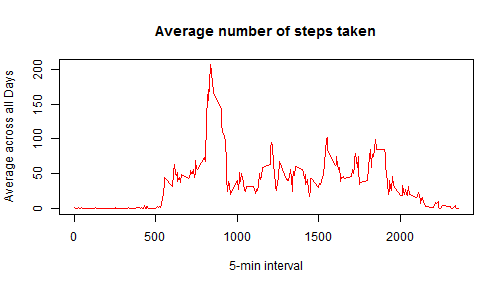 Average number of steps taken
Average across all Days
200
150
100
50
0
0 500 1000 1500 2000
5-min interval